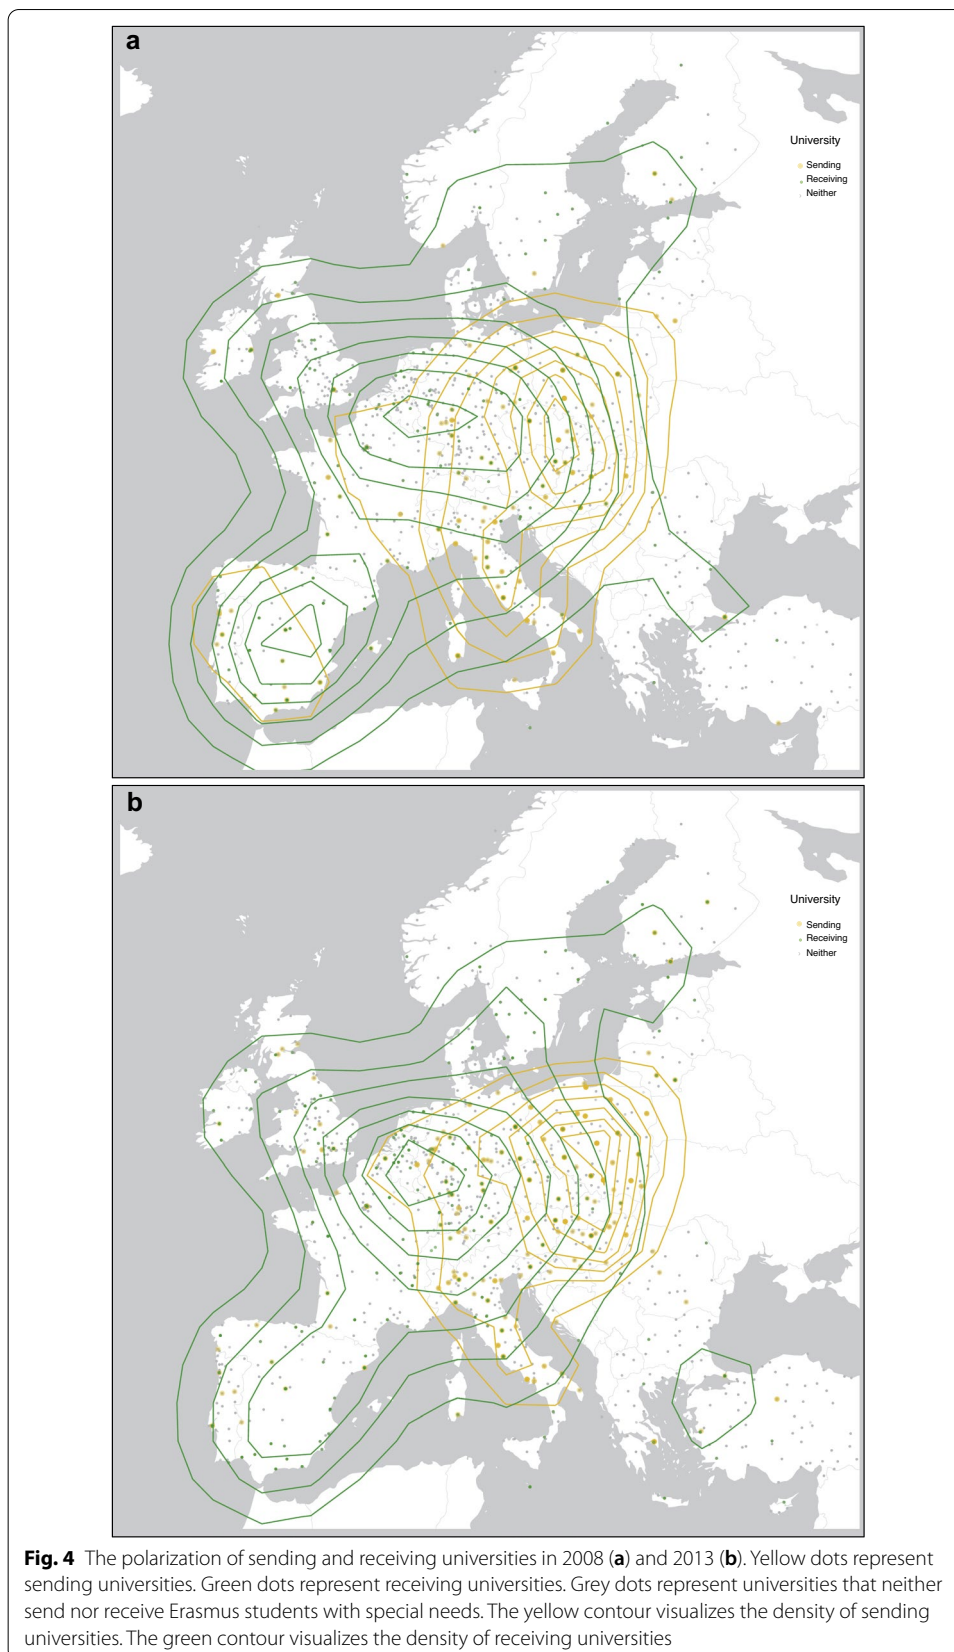 a
University
Sending
Receiving
Neither
b
University
Sending
Receiving
Neither
Fig. 4 The polarization of sending and receiving universities in 2008 (a) and 2013 (b). Yellow dots represent
sending universities. Green dots represent receiving universities. Grey dots represent universities that neither
send nor receive Erasmus students with special needs. The yellow contour visualizes the density of sending
universities. The green contour visualizes the density of receiving universities